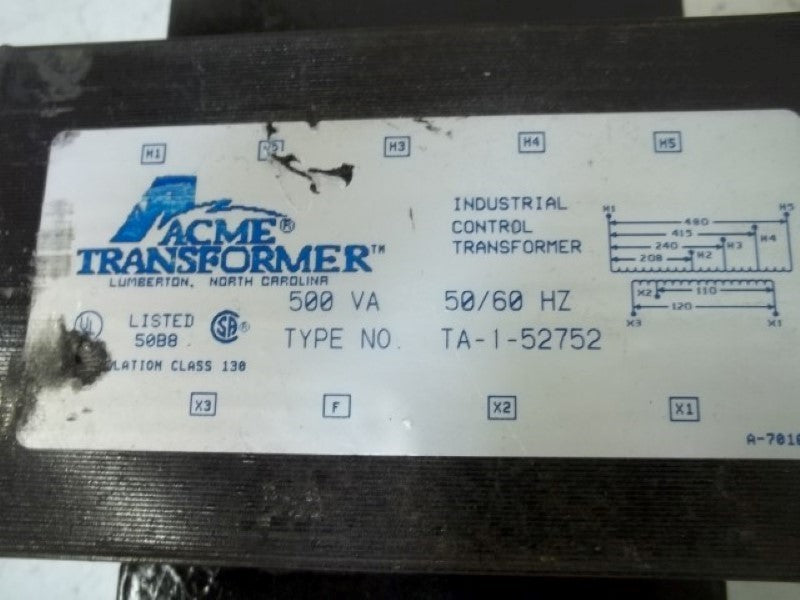 H1 H3 H4 H5
ACME®
TRANSFORMER™
LUMBERTON, NORTH CAROLINA
INDUSTRIAL
CONTROL
TRANSFORMER
H1 H5
480
415 H4
240 H3
208 H2
X2 110
120
X3 X1
500 VA 50/60 HZ
UL LISTED SA®
50B8
TYPE NO. TA-1-52752
CLASS 130
X3 F X2 X1